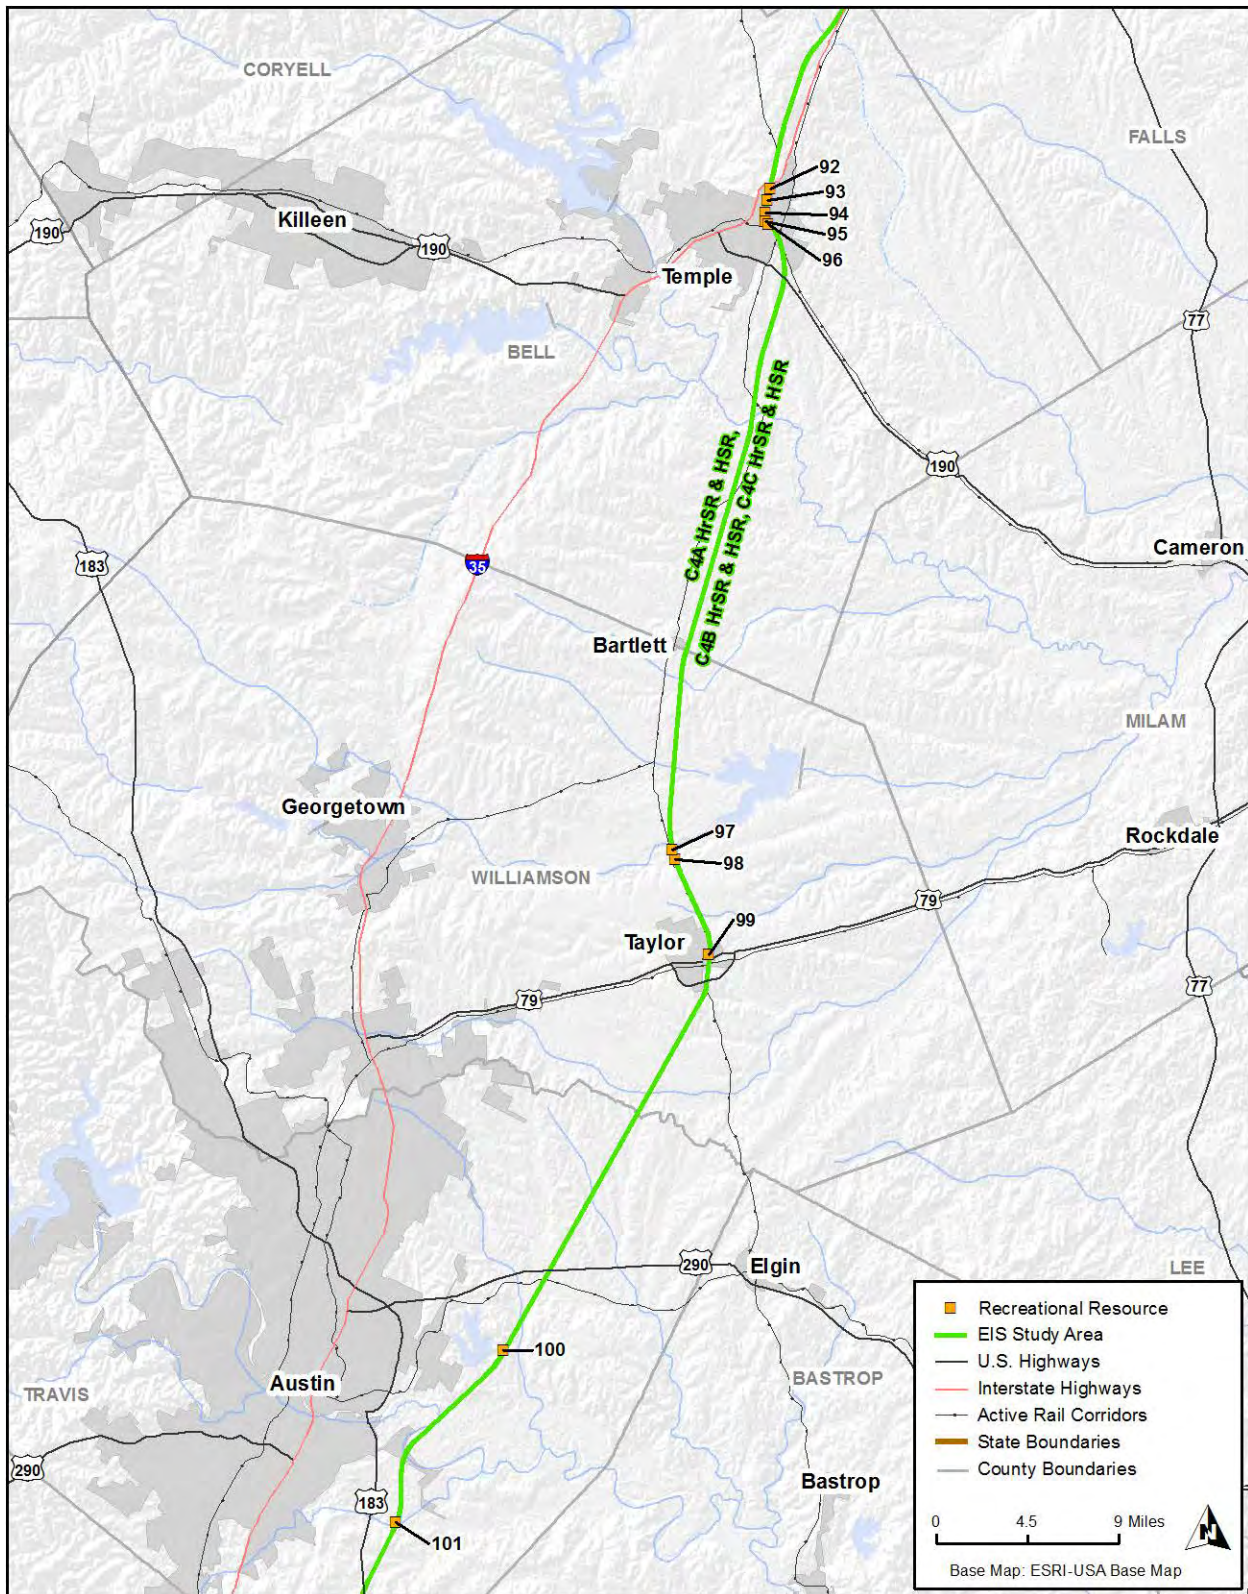 CORYELL
FALLS
92
93
94
95
96
190
Killeen
190
Temple
77
BELL
C4A HrSR & HSR,
C4B HrSR & HSR, C4C HrSR & HSR
190
35
183
Cameron
Bartlett
MILAM
Georgetown
97
98
Rockdale
WILLIAMSON
79
99
Taylor
79
77
290
Elgin
LEE
100
BASTROP
Austin
TRAVIS
290
183
Bastrop
101
Recreational Resource
EIS Study Area
U.S. Highways
Interstate Highways
Active Rail Corridors
State Boundaries
County Boundaries
0 4.5 9 Miles
N
Base Map: ESRI-USA Base Map